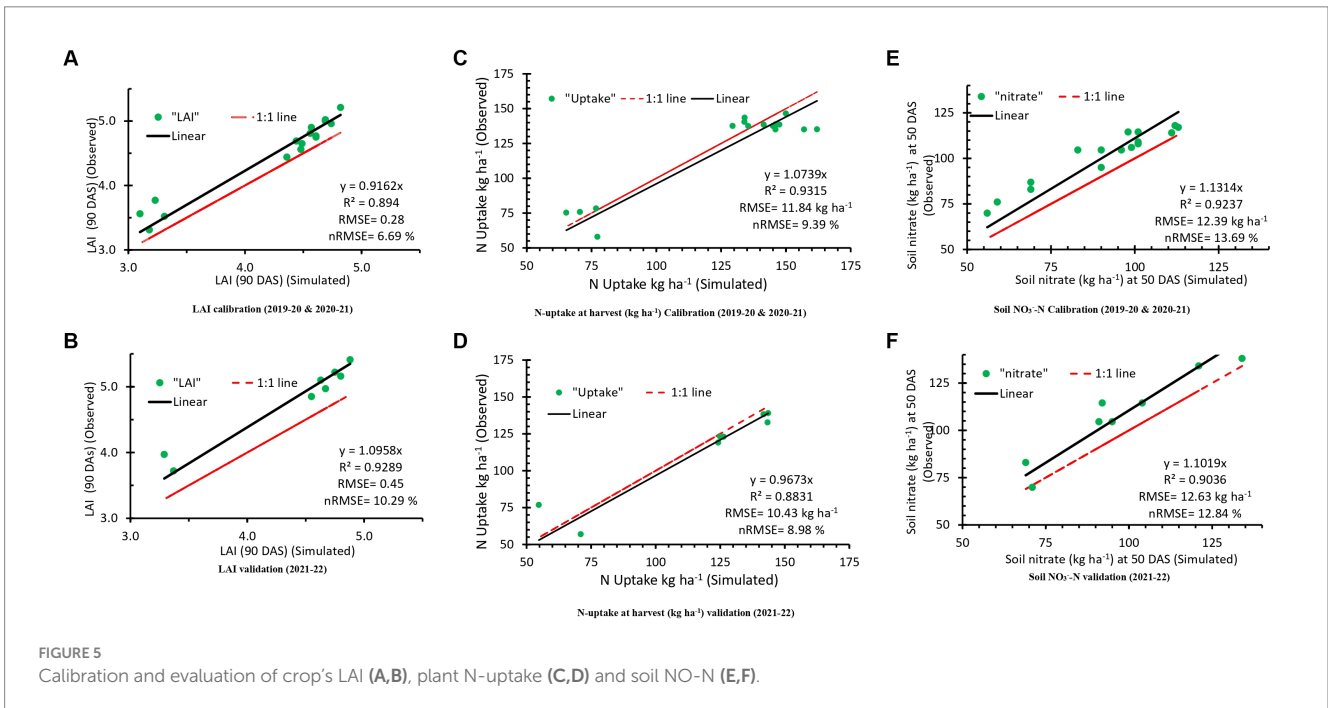 A
"LAI"
1:1 line
Linear
LAI (90 DAS) (Observed)
5.0
4.0
3.0
y = 0.9162x
R² = 0.894
RMSE= 0.28
nRMSE= 6.69 %
3.0 4.0 5.0
LAI (90 DAS) (Simulated)
LAI calibration (2019-20 & 2020-21)
B
"LAI"
1:1 line
Linear
LAI (90 DAs) (Observed)
5.0
4.0
3.0
y = 1.0958x
R² = 0.9289
RMSE= 0.45
nRMSE= 10.29 %
3.0 4.0 5.0
LAI (90 DAS) (Simulated)
LAI validation (2021-22)
C
"Uptake" 1:1 line Linear
N Uptake kg ha⁻¹ (Observed)
175
150
125
100
75
50
y = 1.0739x
R² = 0.9315
RMSE= 11.84 kg ha⁻¹
nRMSE= 9.39 %
50 75 100 125 150 175
N Uptake kg ha⁻¹ (Simulated)
N-uptake at harvest (kg ha⁻¹) Calibration (2019-20 & 2020-21)
D
"Uptake"
1:1 line
Linear
N Uptake kg ha⁻¹ (Observed)
175
150
125
100
75
50
y = 0.9673x
R² = 0.8831
RMSE= 10.43 kg ha⁻¹
nRMSE= 8.98 %
50 75 100 125 150 175
N Uptake kg ha⁻¹ (Simulated)
N-uptake at harvest (kg ha⁻¹) validation (2021-22)
E
"nitrate"
1:1 line
Linear
Soil nitrate (kg ha⁻¹) at 50 DAS
(Observed)
125
100
75
50
y = 1.1314x
R² = 0.9237
RMSE= 12.39 kg ha⁻¹
nRMSE= 13.69 %
50 75 100 125
Soil nitrate (kg ha⁻¹) at 50 DAS (Simulated)
Soil NO₃⁻-N Calibration (2019-20 & 2020-21)
F
"nitrate"
1:1 line
Linear
Soil nitrate (kg ha⁻¹) at 50 DAS
(Observed)
125
100
75
50
y = 1.1019x
R² = 0.9036
RMSE= 12.63 kg ha⁻¹
nRMSE= 12.84 %
50 75 100 125
Soil nitrate (kg ha⁻¹) at 50 DAS (Simulated)
Soil NO₃⁻-N validation (2021-22)
FIGURE 5
Calibration and evaluation of crop's LAI (A,B), plant N-uptake (C,D) and soil NO-N (E,F).